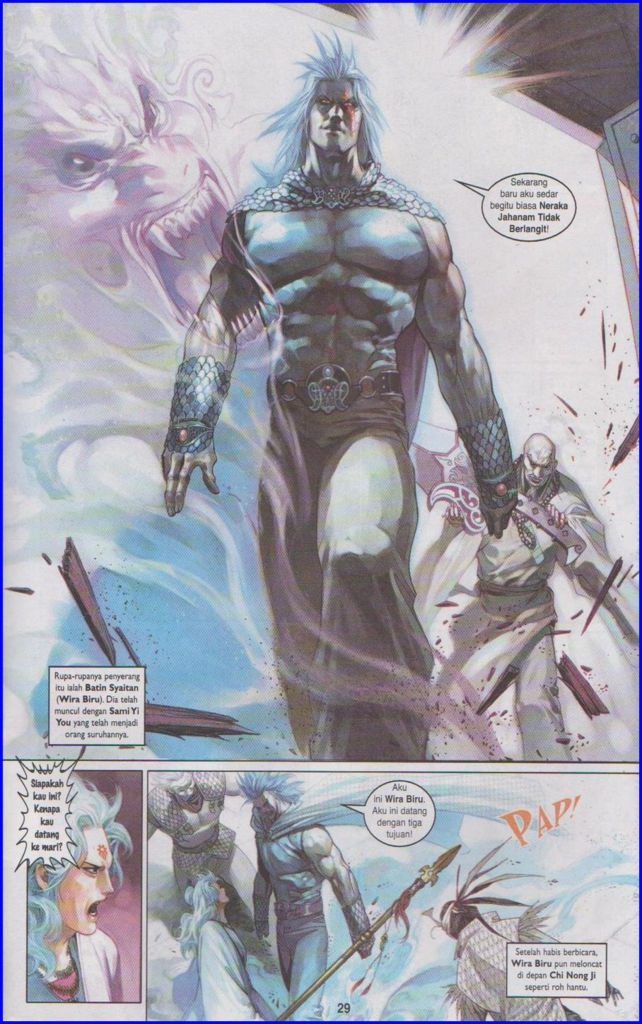 Sekarang
baru aku sedar
begitu biasa Neraka
Jahanam Tidak
Berlangit!
Rupa-rupanya penyerang
itu ialah Batin Syaitan
(Wira Biru). Dia telah
muncul dengan Sami Yi
You yang telah menjadi
orang suruhannya.
Siapakah
kau ini?
Kenapa
kau
datang
ke mari?
Aku
ini Wira Biru.
Aku ini datang
dengan tiga
tujuan!
PAP!
Setelah habis berbicara,
Wira Biru pun meloncat
di depan Chi Nong Ji
seperti roh hantu.
29